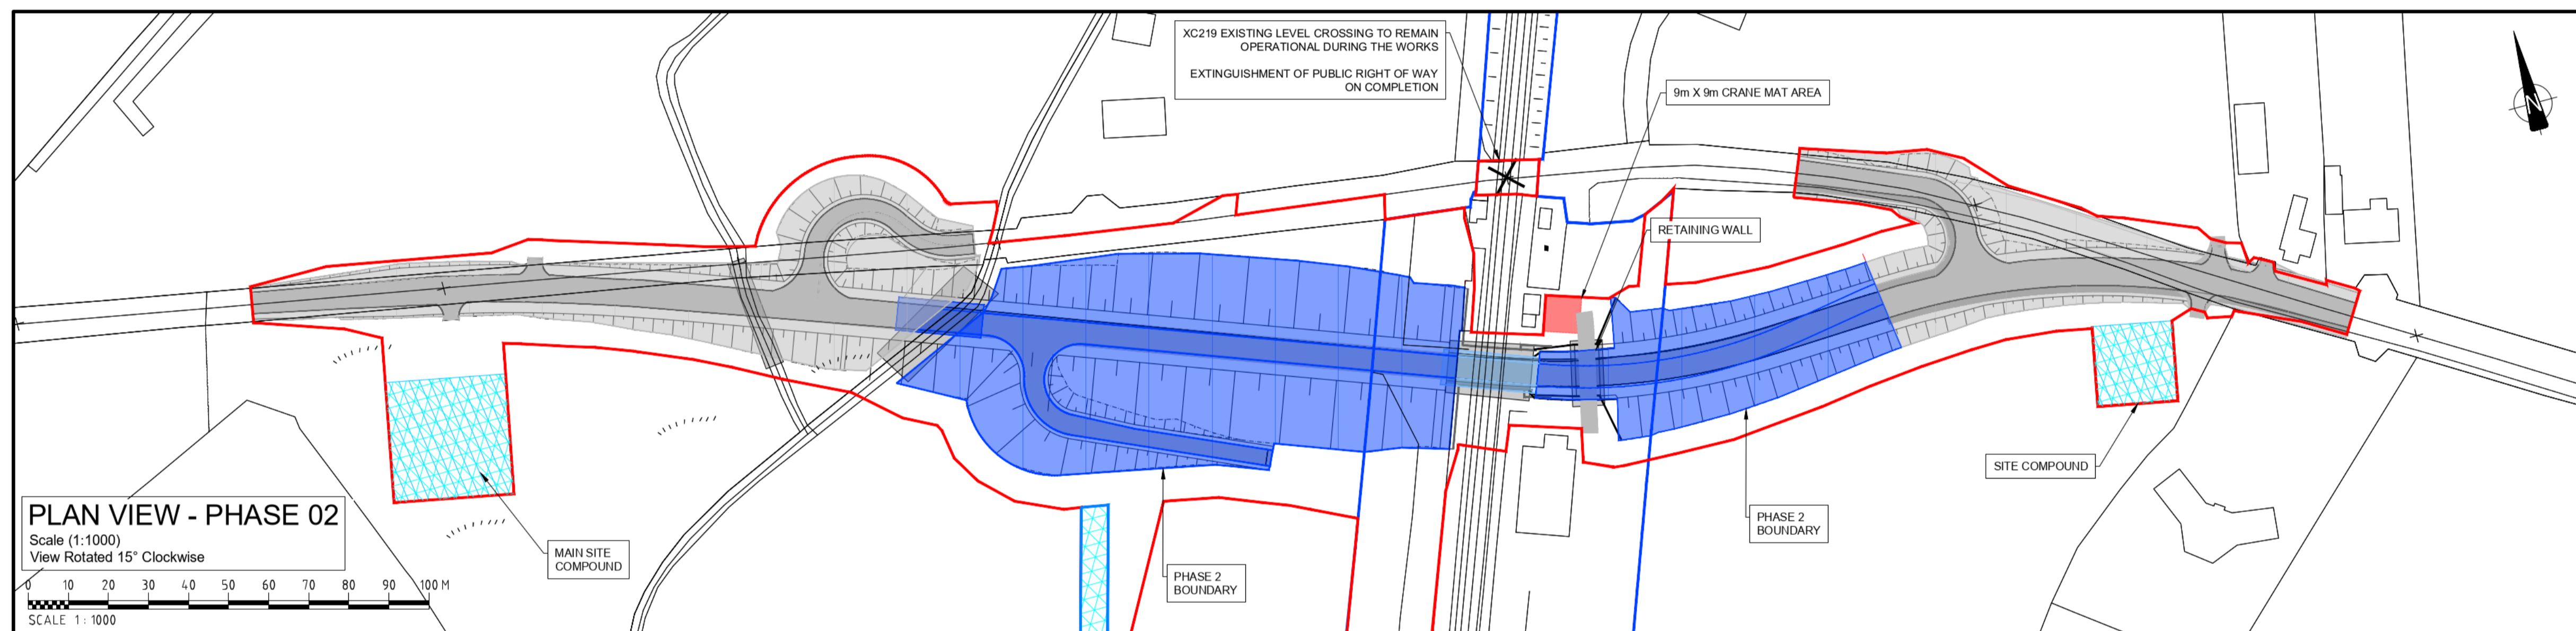 XC219 EXISTING LEVEL CROSSING TO REMAIN
OPERATIONAL DURING THE WORKS
EXTINGUISHMENT OF PUBLIC RIGHT OF WAY
ON COMPLETION
9m X 9m CRANE MAT AREA
N
RETAINING WALL
SITE COMPOUND
PHASE 2
BOUNDARY
MAIN SITE
COMPOUND
PHASE 2
BOUNDARY
PLAN VIEW - PHASE 02
Scale (1:1000)
View Rotated 15° Clockwise
0 10 20 30 40 50 60 70 80 90 100 M
SCALE 1:1000